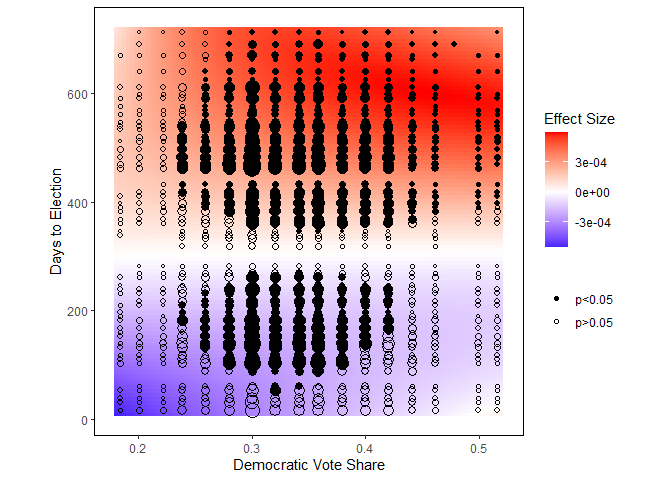 600
400
200
0
Days to Election
0.2 0.3 0.4 0.5
Democratic Vote Share
Effect Size
3e-04
0e+00
-3e-04
p<0.05
p>0.05